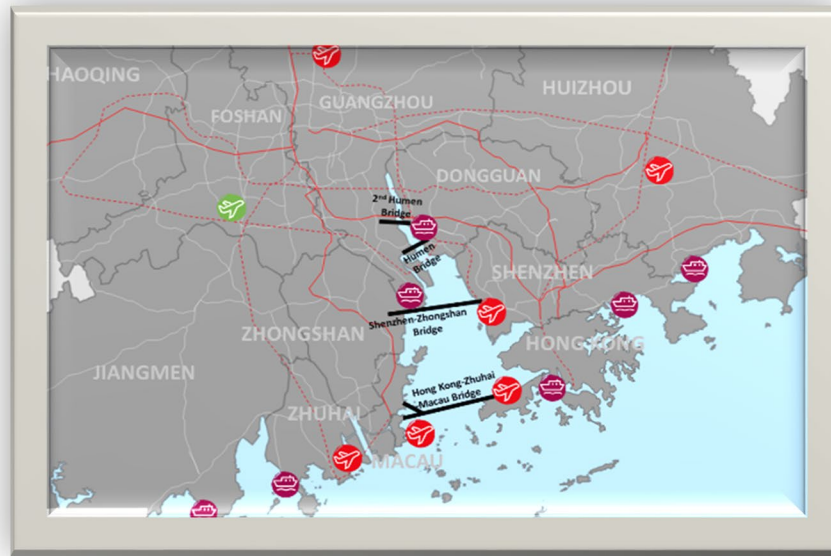 HAOQING
GUANGZHOU
HUIZHOU
FOSHAN
DONGGUAN
2nd Humen
Bridge
Humen
Bridge
SHENZHEN
Shenzhen-Zhongshan
Bridge
ZHONGSHAN
HONG KONG
JIANGMEN
Hong Kong-Zhuhai
-Macau Bridge
ZHUHAI
MACAU